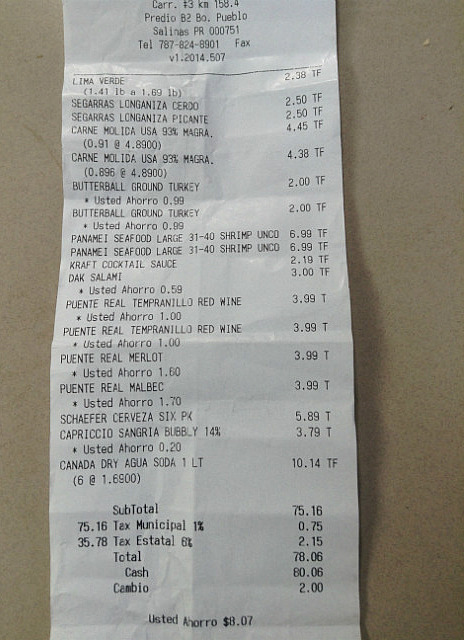 Carr. #3 km 158.4
Predio B2 Bo. Pueblo
Salinas PR 000751
Tel 787-824-8901 Fax
v1.2014.507
LIMA VERDE 2.38 TF
(1.41 lb a 1.69 lb)
SEGARRAS LONGANIZA CERDO 2.50 TF
SEGARRAS LONGANIZA PICANTE 2.50 TF
CARNE MOLICA USA 93% MAGRA. 4.45 TF
(0.91 @ 4.8900)
CARNE MOLIDA USA 93% MAGRA. 4.38 TF
(0.896 @ 4.8900)
BUTTERBALL GROUND TURKEY 2.00 TF
* Usted Ahorro 0.99
BUTTERBALL GROUND TURKEY 2.00 TF
* Usted Ahorro 0.99
PANAMEI SEAFOOD LARGE 31-40 SHRIMP UNCO 6.99 TF
PANAMEI SEAFOOD LARGE 31-40 SHRIMP UNCO 6.99 TF
KRAFT COCKTAIL SAUCE 2.19 TF
DAK SALAMI 3.00 TF
* Usted Ahorro 0.59
PUENTE REAL TEMPRANILLO RED WINE 3.99 T
* Usted Ahorro 1.00
PUENTE REAL TEMPRANILLO RED WINE 3.99 T
* Usted Ahorro 1.00
PUENTE REAL MERLOT 3.99 T
* Usted Ahorro 1.60
PUENTE REAL MALBEC 3.99 T
* Usted Ahorro 1.70
SCHAEFER CERVEZA SIX PK 5.89 T
CAPRICCIO SANGRIA BUBBLY 14% 3.79 T
* Usted Ahorro 0.20
CANADA DRY AGUA SODA 1 LT 10.14 TF
(6 @ 1.6900)
SubTotal 75.16
75.16 Tax Municipal 1% 0.75
35.78 Tax Estatal 6% 2.15
Total 78.06
Cash 80.06
Cambio 2.00
Usted Ahorro $8.07